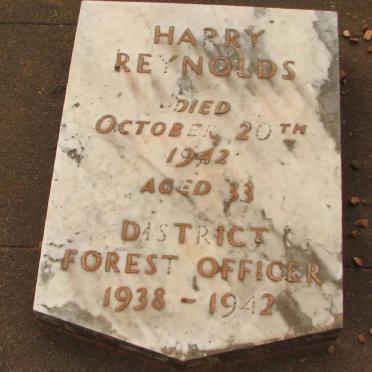 HARRY
REYNOLDS
DIED
OCTOBER 20TH
1942
AGED 33
DISTRICT
FOREST OFFICER
1938 - 1942